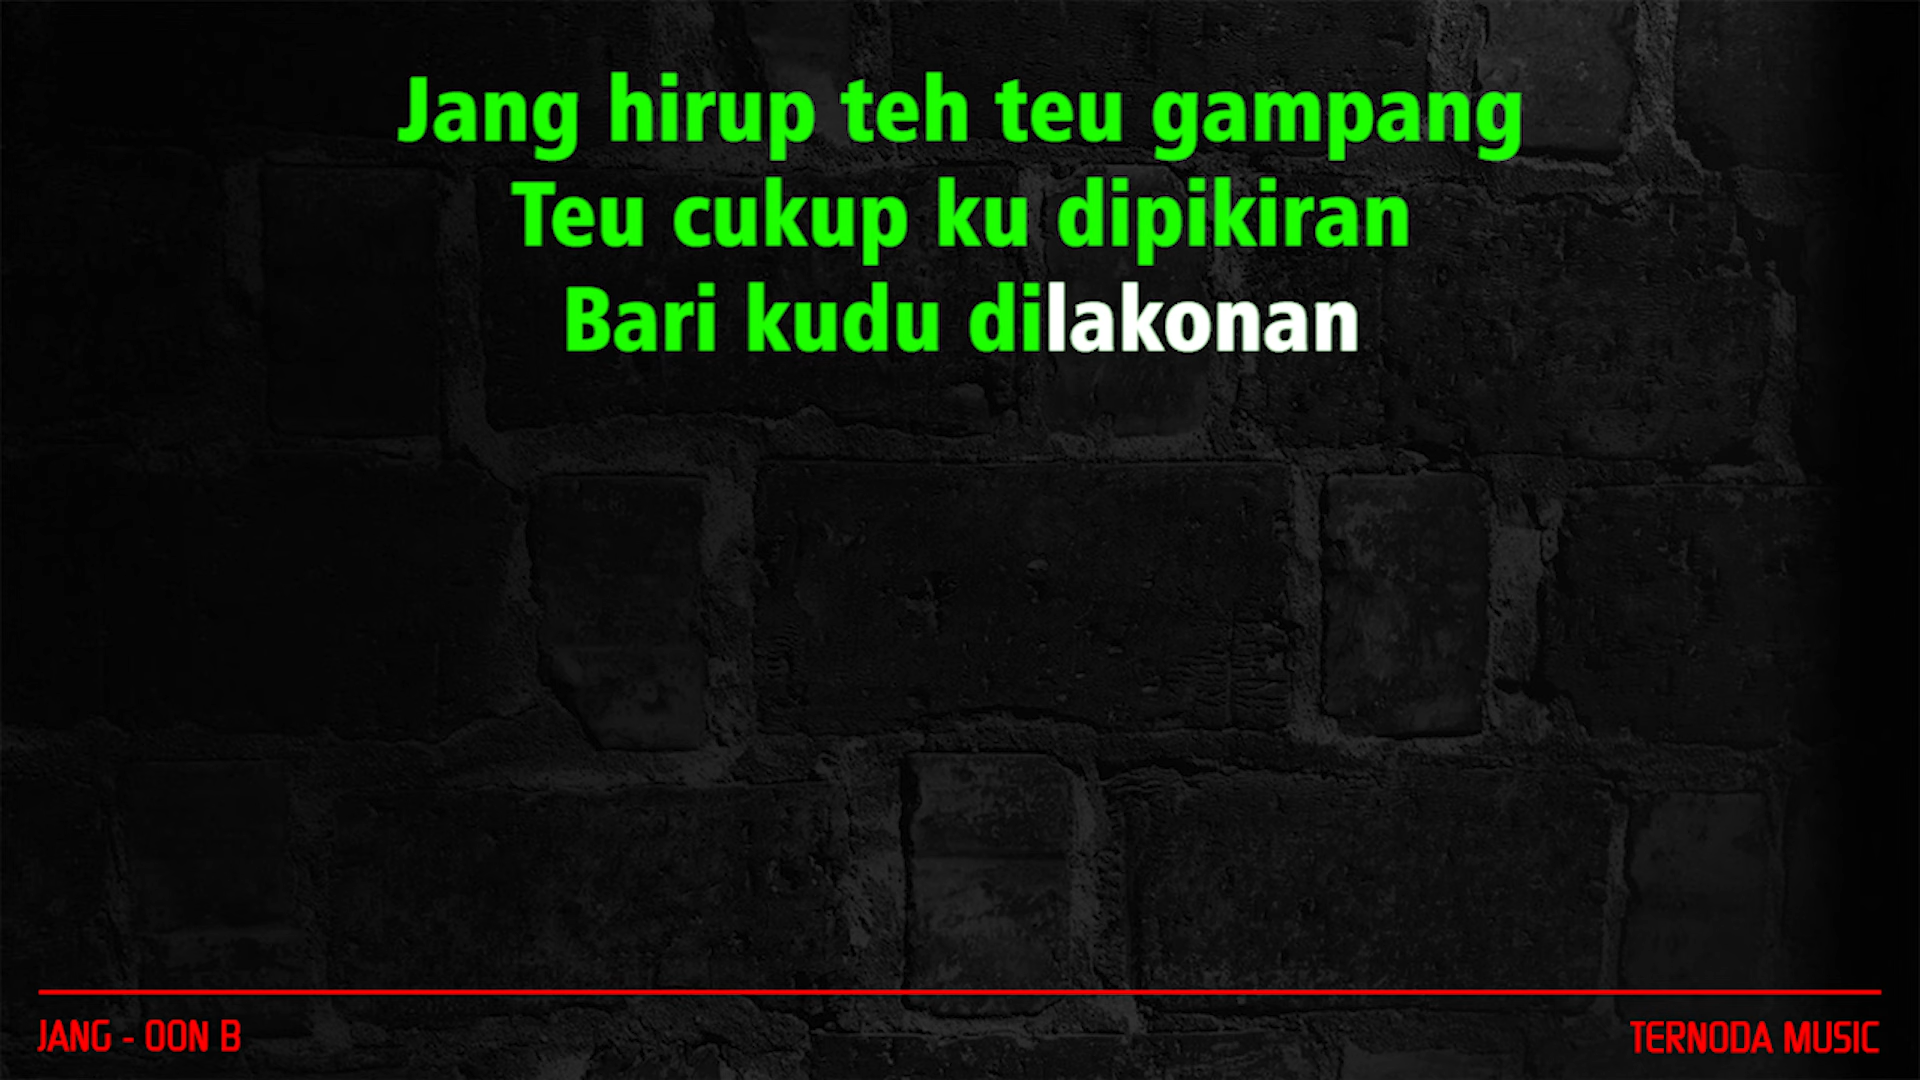 Jang hirup teh teu gampang
Teu cukup ku dipikiran
Bari kudu dilakonan
JANG - OON B
TERNODA MUSIC